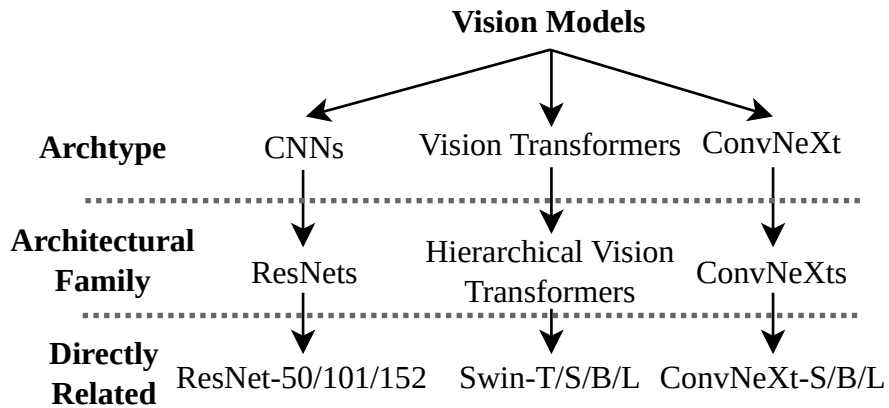 Vision Models
Archtype
CNNs
Vision Transformers
ConvNeXt
Architectural
Family
ResNets
Hierarchical Vision
Transformers
ConvNeXts
Directly
Related
ResNet-50/101/152
Swin-T/S/B/L
ConvNeXt-S/B/L